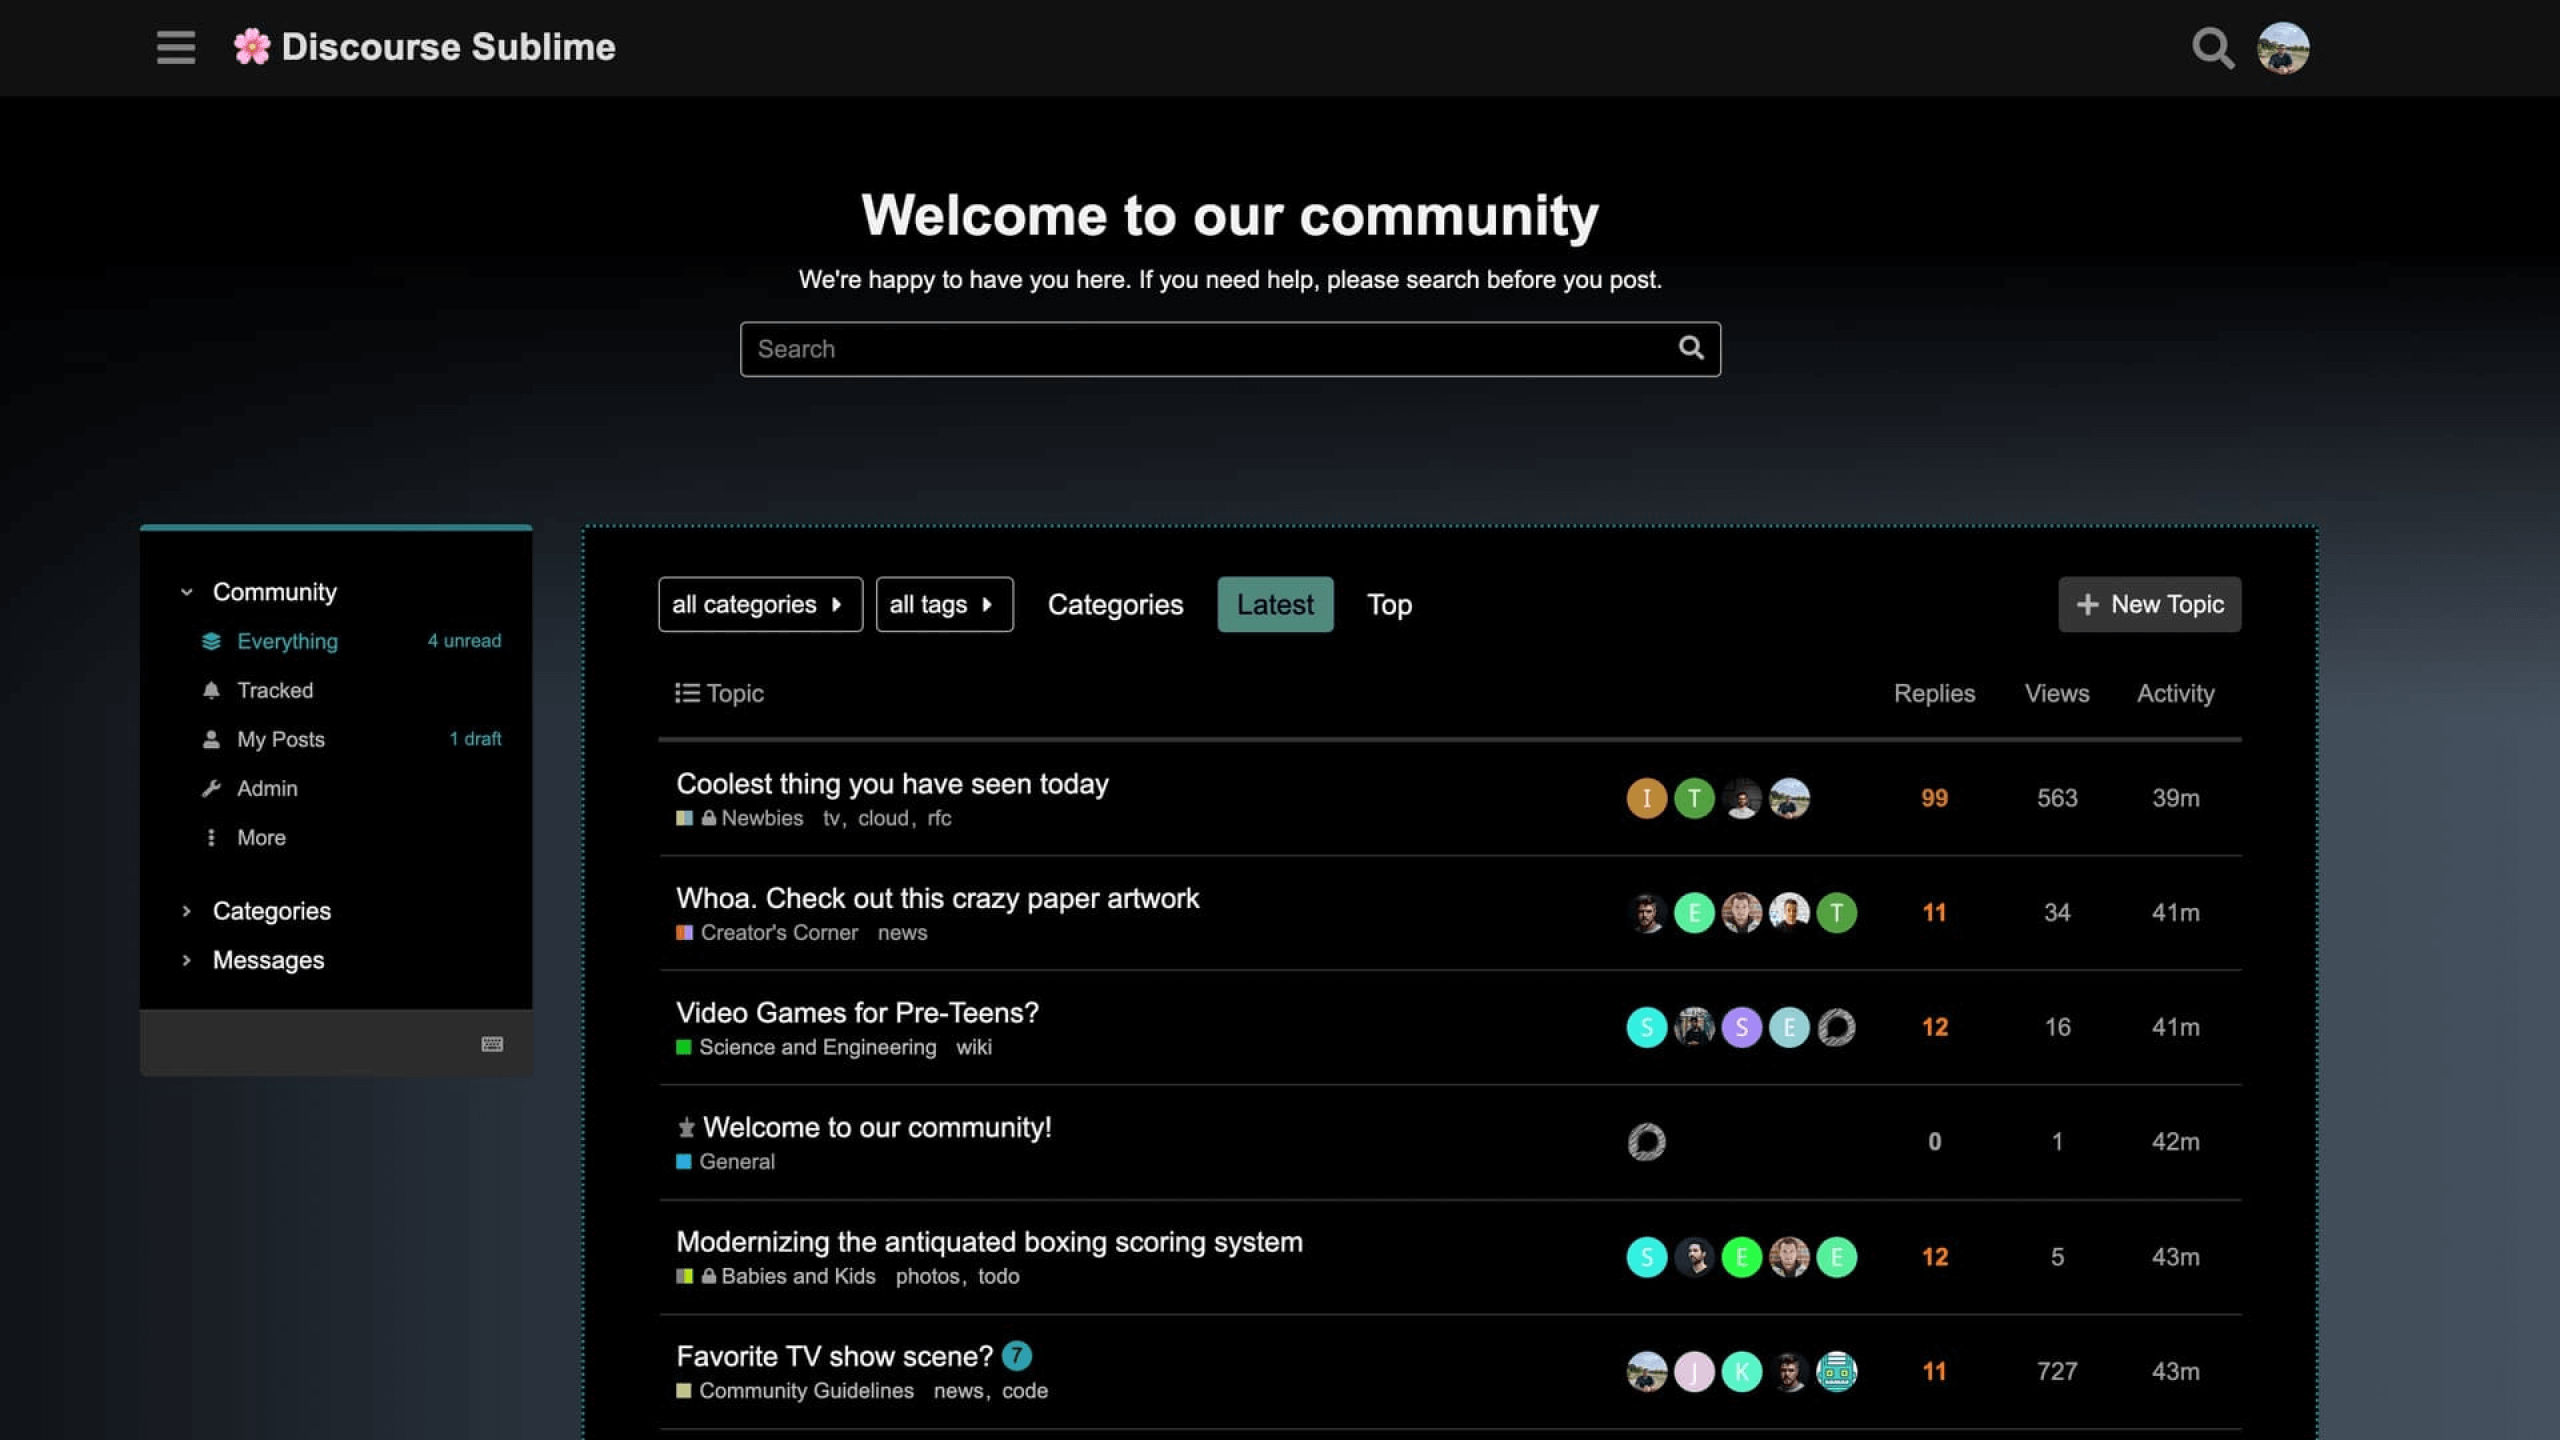 Discourse Sublime
Welcome to our community
We're happy to have you here. If you need help, please search before you post.
Search
Community
Everything 4 unread
Tracked
My Posts 1 draft
Admin
More
Categories
Messages
all categories all tags Categories Latest Top New Topic
Topic Replies Views Activity
Coolest thing you have seen today
Newbies tv, cloud, rfc
I T 99 563 39m
Whoa. Check out this crazy paper artwork
Creator's Corner news
E T 11 34 41m
Video Games for Pre-Teens?
Science and Engineering wiki
S S E 12 16 41m
Welcome to our community!
General
0 1 42m
Modernizing the antiquated boxing scoring system
Babies and Kids photos, todo
S E E 12 5 43m
Favorite TV show scene? 7
Community Guidelines news, code
J K 11 727 43m